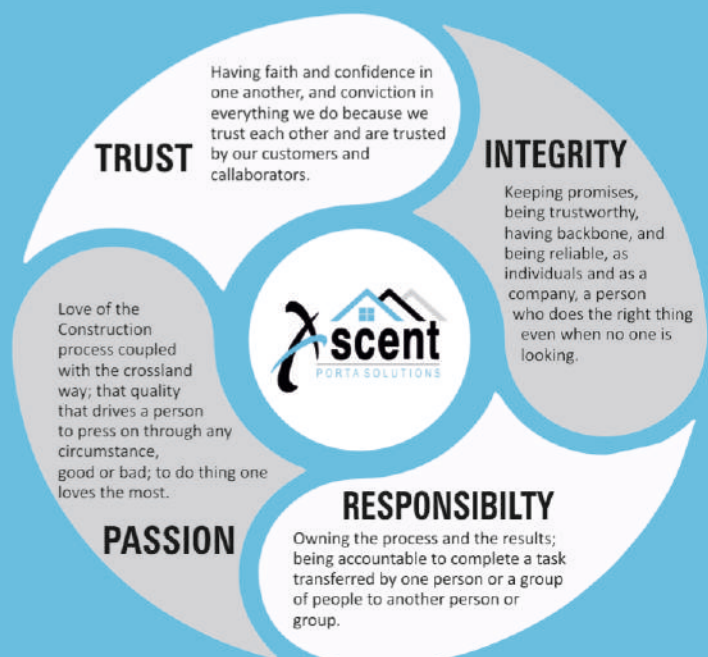 TRUST
Having faith and confidence in
one another, and conviction in
everything we do because we
trust each other and are trusted
by our customers and
callaborators.
INTEGRITY
Keeping promises,
being trustworthy,
having backbone, and
being reliable, as
individuals and as a
company, a person
who does the right thing
even when no one is
looking.
Ascent
PORTA SOLUTIONS
Love of the
Construction
process coupled
with the crossland
way; that quality
that drives a person
to press on through any
circumstance,
good or bad; to do thing one
loves the most.
PASSION
RESPONSIBILTY
Owning the process and the results;
being accountable to complete a task
transferred by one person or a group
of people to another person or
group.